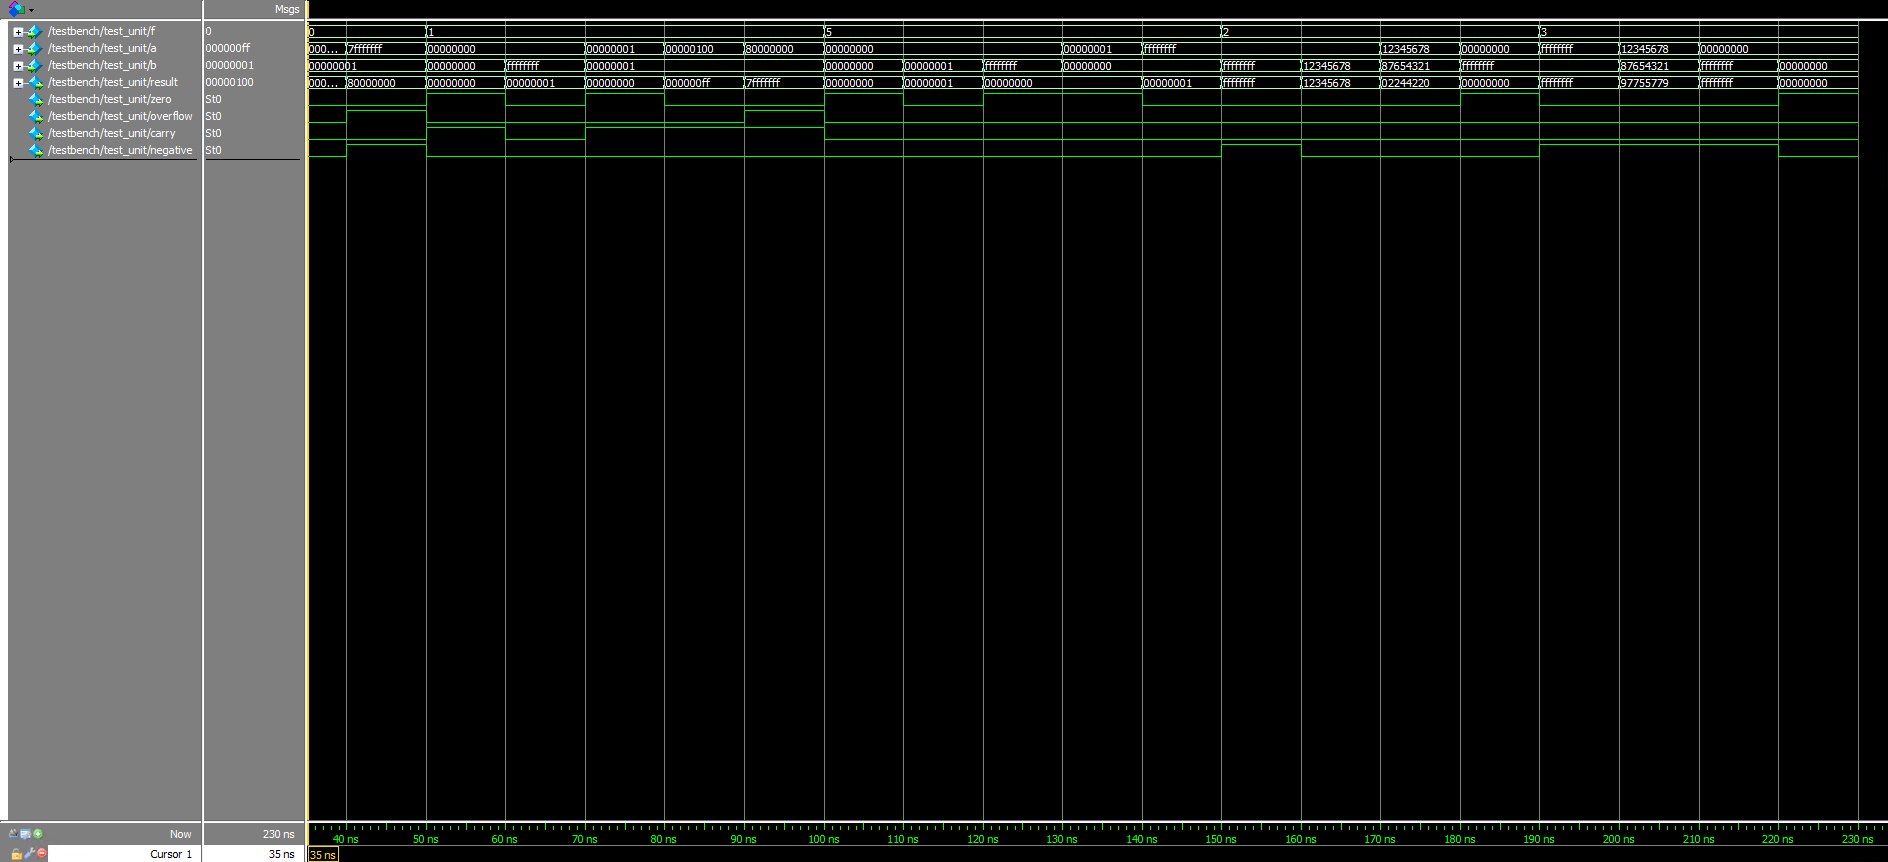 Msgs
/testbench/test_unit/f 0 0 1 5 2 3
/testbench/test_unit/a 000000ff 000... 7fffffff 00000000 00000001 00000100 80000000 00000000 00000001 ffffffff 12345678 00000000 ffffffff 12345678 00000000
/testbench/test_unit/b 00000001 00000001 00000000 ffffffff 00000001 00000000 00000001 ffffffff 00000000 ffffffff 12345678 87654321 ffffffff 87654321 ffffffff 00000000
/testbench/test_unit/result 00000100 000... 80000000 00000000 00000001 00000000 000000ff 7fffffff 00000000 00000001 00000000 00000001 ffffffff 12345678 02244220 00000000 ffffffff 97755779 ffffffff 00000000
/testbench/test_unit/zero St0
/testbench/test_unit/overflow St0
/testbench/test_unit/carry St0
/testbench/test_unit/negative St0
Now 230 ns 40 ns 50 ns 60 ns 70 ns 80 ns 90 ns 100 ns 110 ns 120 ns 130 ns 140 ns 150 ns 160 ns 170 ns 180 ns 190 ns 200 ns 210 ns 220 ns 230 ns
Cursor 1 35 ns 35 ns